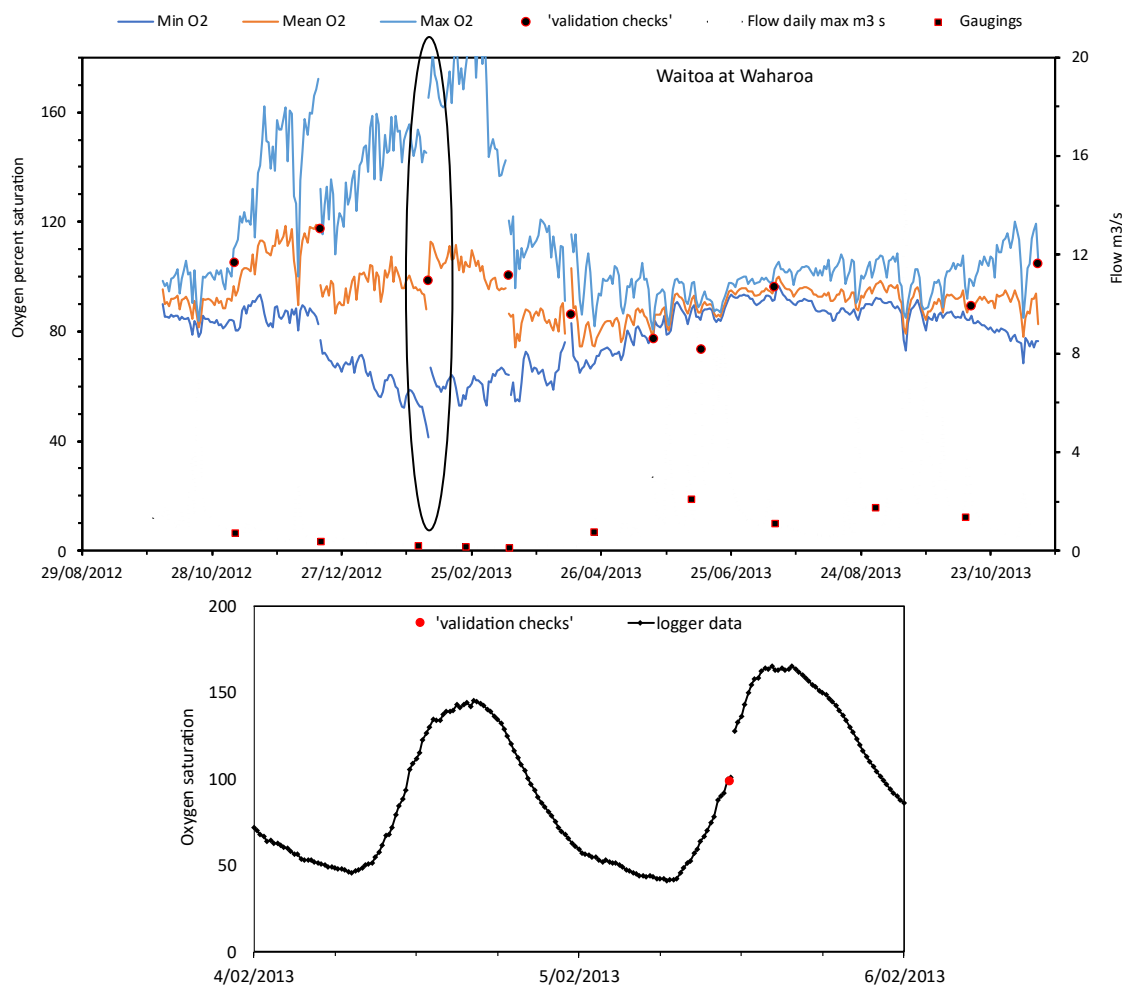 Min O2 Mean O2 Max O2 'validation checks' Flow daily max m3 s Gaugings
Waitoa at Waharoa
Oxygen percent saturation
160
120
80
40
0
20
16
12
8
4
0
Flow m3/s
29/08/2012 28/10/2012 27/12/2012 25/02/2013 26/04/2013 25/06/2013 24/08/2013 23/10/2013
'validation checks' logger data
Oxygen saturation
200
150
100
50
0
4/02/2013 5/02/2013 6/02/2013